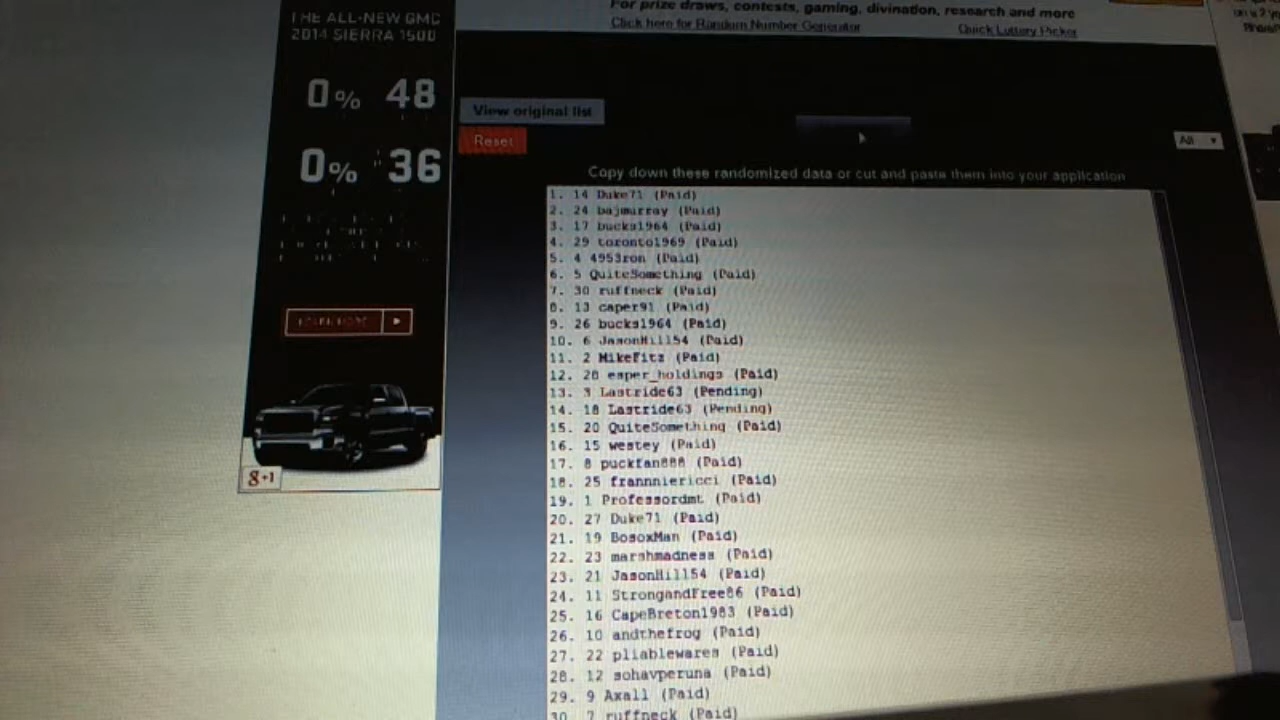 THE ALL-NEW GMC
2014 SIERRA 1500
0% 48
0% 36
8+1
For prize draws, contests, gaming, divination, research and more
Click here for Random Number Generator
Quick Lottery Picker
View original list
Reset
All
Copy down these randomized data or cut and paste them into your application
1. 14 Duke71 (Paid)
2. 24 bajmurray (Paid)
3. 17 bucks1964 (Paid)
4. 29 toronto1969 (Paid)
5. 4 4953ron (Paid)
6. 5 QuiteSomething (Paid)
7. 30 ruffneck (Paid)
8. 13 caper91 (Paid)
9. 26 bucks1964 (Paid)
10. 6 JasonHill54 (Paid)
11. 2 MikeFitz (Paid)
12. 28 esper_holdings (Paid)
13. 3 Lastride63 (Pending)
14. 18 Lastride63 (Pending)
15. 20 QuiteSomething (Paid)
16. 15 westey (Paid)
17. 8 puckfan888 (Paid)
18. 25 frannniericci (Paid)
19. 1 Professordmt (Paid)
20. 27 Duke71 (Paid)
21. 19 BosoxMan (Paid)
22. 23 marshmadness (Paid)
23. 21 JasonHill54 (Paid)
24. 11 StrongandFree86 (Paid)
25. 16 CapeBreton1983 (Paid)
26. 10 andthefrog (Paid)
27. 22 pliablewares (Paid)
28. 12 sohavperuna (Paid)
29. 9 Axall (Paid)
30. 7 ruffneck (Paid)